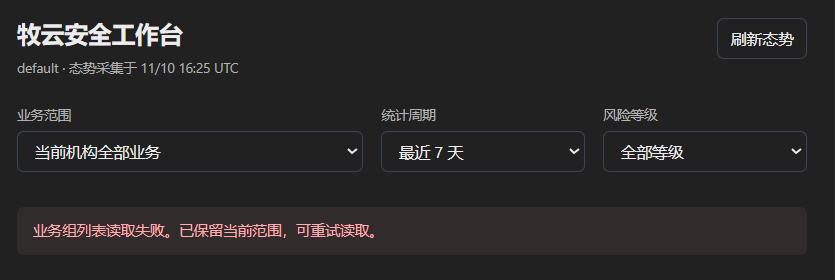 牧云安全工作台
刷新态势
default · 态势采集于 11/10 16:25 UTC
业务范围
统计周期
风险等级
当前机构全部业务
最近 7 天
全部等级
业务组列表读取失败。已保留当前范围，可重试读取。